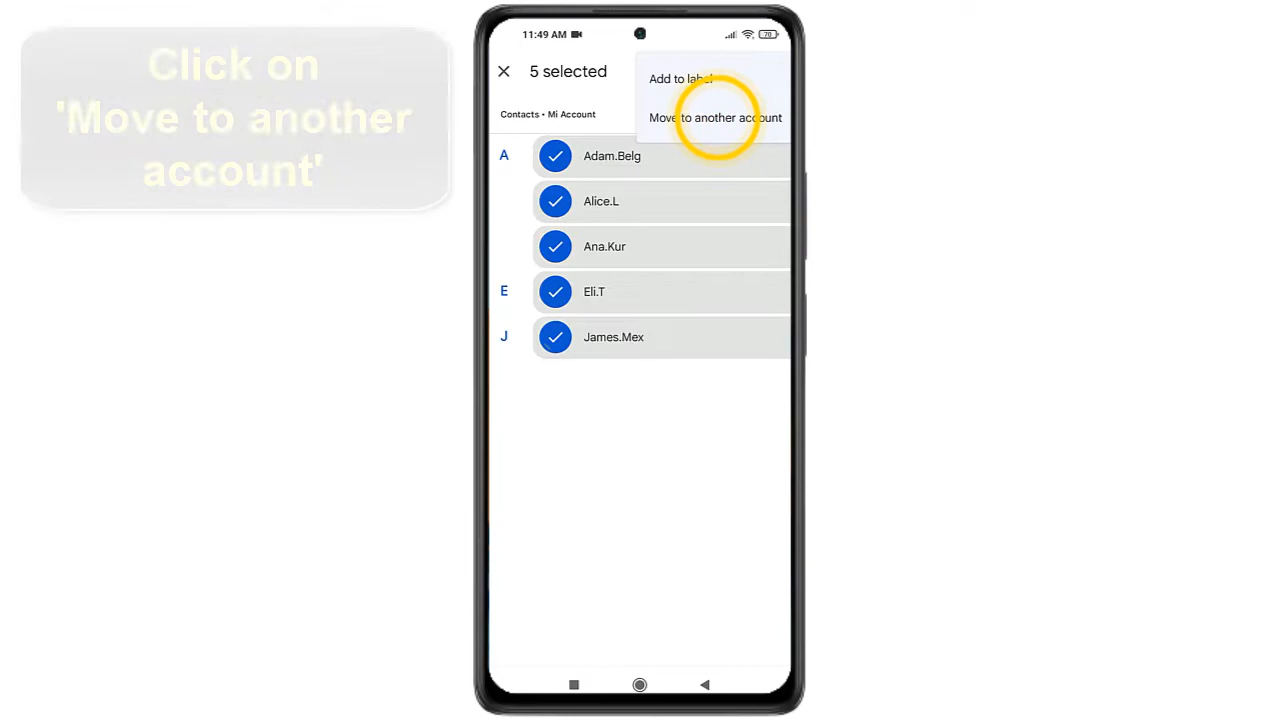 Click on
'Move to another
account'
11:49 AM
70
5 selected
Add to label
Move to another account
Contacts • Mi Account
A
Adam.Belg
Alice.L
Ana.Kur
E
Eli.T
J
James.Mex